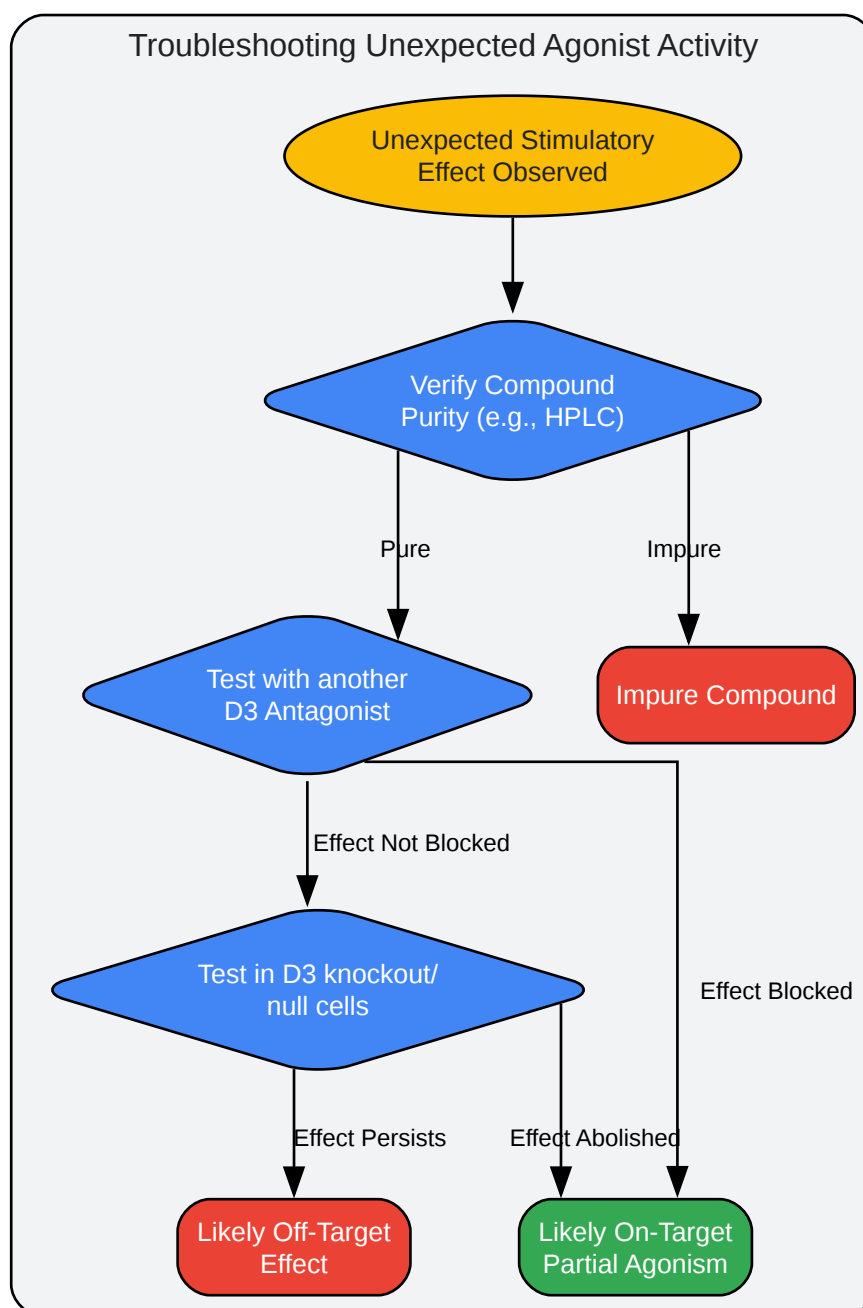 Troubleshooting Unexpected Agonist Activity
Unexpected Stimulatory
Effect Observed
Verify Compound
Purity (e.g., HPLC)
Pure
Impure
Test with another
D3 Antagonist
Impure Compound
Effect Not Blocked
Test in D3 knockout/
null cells
Effect Blocked
Effect Persists
Effect Abolished
Likely Off-Target
Effect
Likely On-Target
Partial Agonism